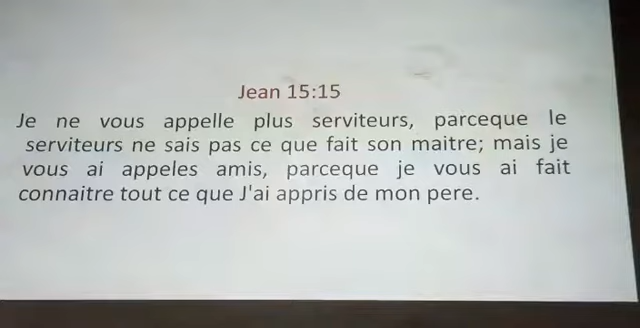 Jean 15:15
Je ne vous appelle plus serviteurs, parceque le
serviteurs ne sais pas ce que fait son maitre; mais je
vous ai appeles amis, parceque je vous ai fait
connaitre tout ce que J'ai appris de mon pere.